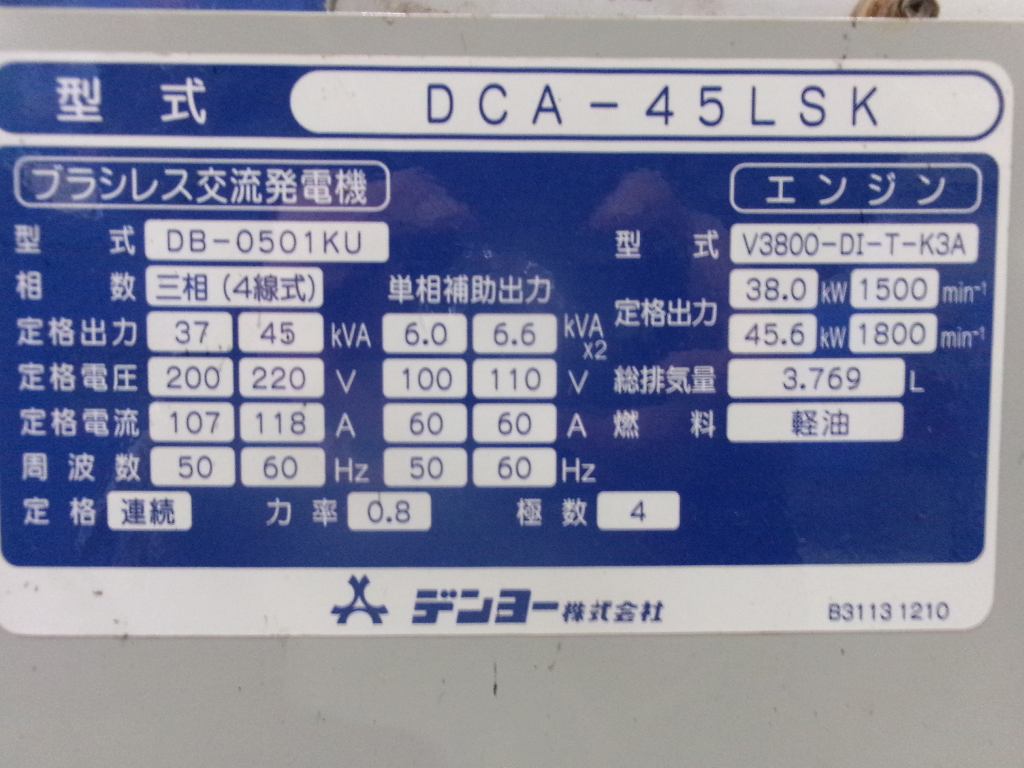 型式 DCA-45LSK
ブラシレス交流発電機
型式 DB-0501KU
相数 三相(4線式) 単相補助出力
定格出力 37 45 kVA 6.0 6.6 kVA x2
定格電圧 200 220 V 100 110 V
定格電流 107 118 A 60 60 A
周波数 50 60 Hz 50 60 Hz
定格 連続 力率 0.8 極数 4
エンジン
型式 V3800-DI-T-K3A
定格出力 38.0 kW 1500 min⁻¹
45.6 kW 1800 min⁻¹
総排気量 3.769 L
燃料 軽油
デンヨー株式会社 B31131210